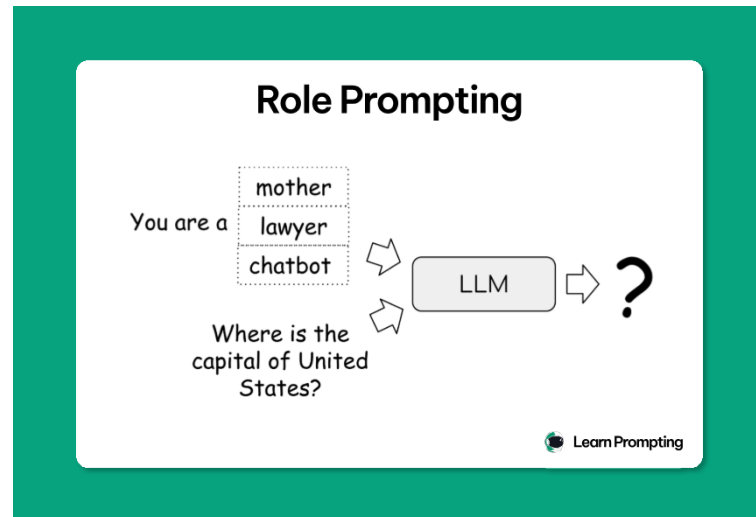 Role Prompting
mother
You are a lawyer
chatbot
LLM
?
Where is the
capital of United
States?
Learn Prompting